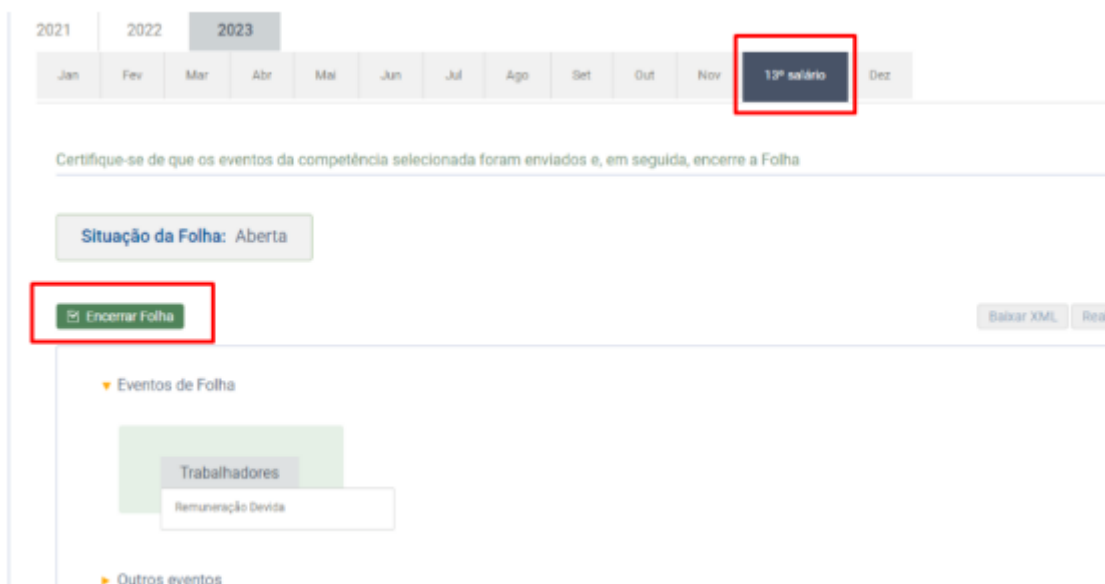 2021 2022 2023
Jan Fev Mar Abr Mai Jun Jul Ago Set Out Nov 13º salário Dez
Certifique-se de que os eventos da competência selecionada foram enviados e, em seguida, encerre a Folha
Situação da Folha: Aberta
Encerrar Folha Baixar XML Rea
Eventos de Folha
Trabalhadores
Remuneração Devida
Outros eventos